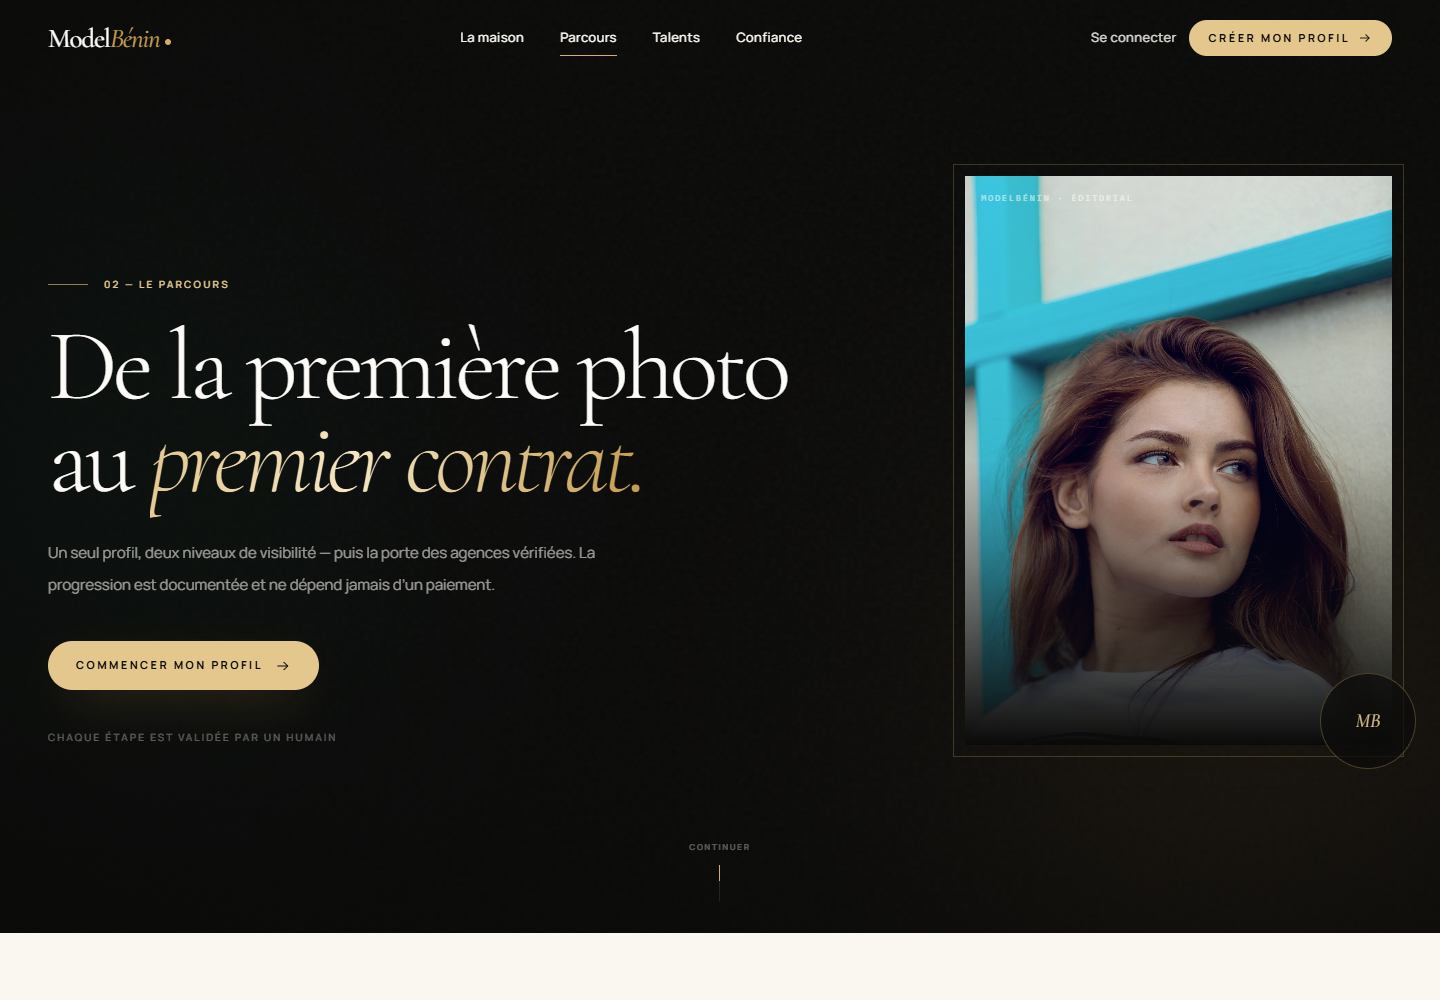 ModelBénin
La maison
Parcours
Talents
Confiance
Se connecter
CRÉER MON PROFIL →
MODELBÉNIN · ÉDITORIAL
02 — LE PARCOURS
De la première photo
au premier contrat.
Un seul profil, deux niveaux de visibilité — puis la porte des agences vérifiées. La
progression est documentée et ne dépend jamais d'un paiement.
COMMENCER MON PROFIL →
CHAQUE ÉTAPE EST VALIDÉE PAR UN HUMAIN
MB
CONTINUER